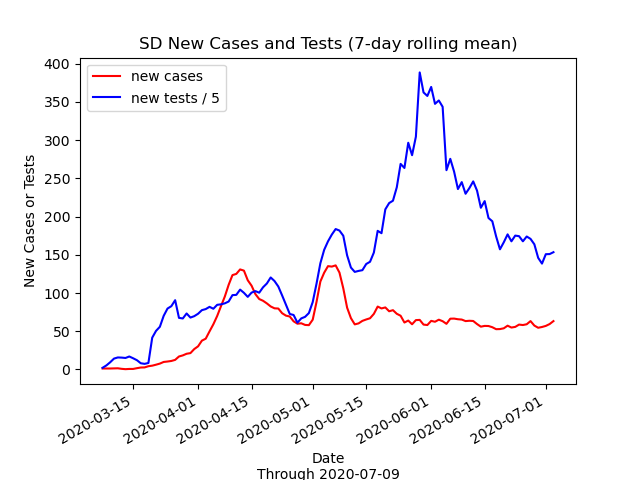 SD New Cases and Tests (7-day rolling mean)
new cases
new tests / 5
New Cases or Tests
400
350
300
250
200
150
100
50
0
2020-03-15
2020-04-01
2020-04-15
2020-05-01
2020-05-15
2020-06-01
2020-06-15
2020-07-01
Date
Through 2020-07-09